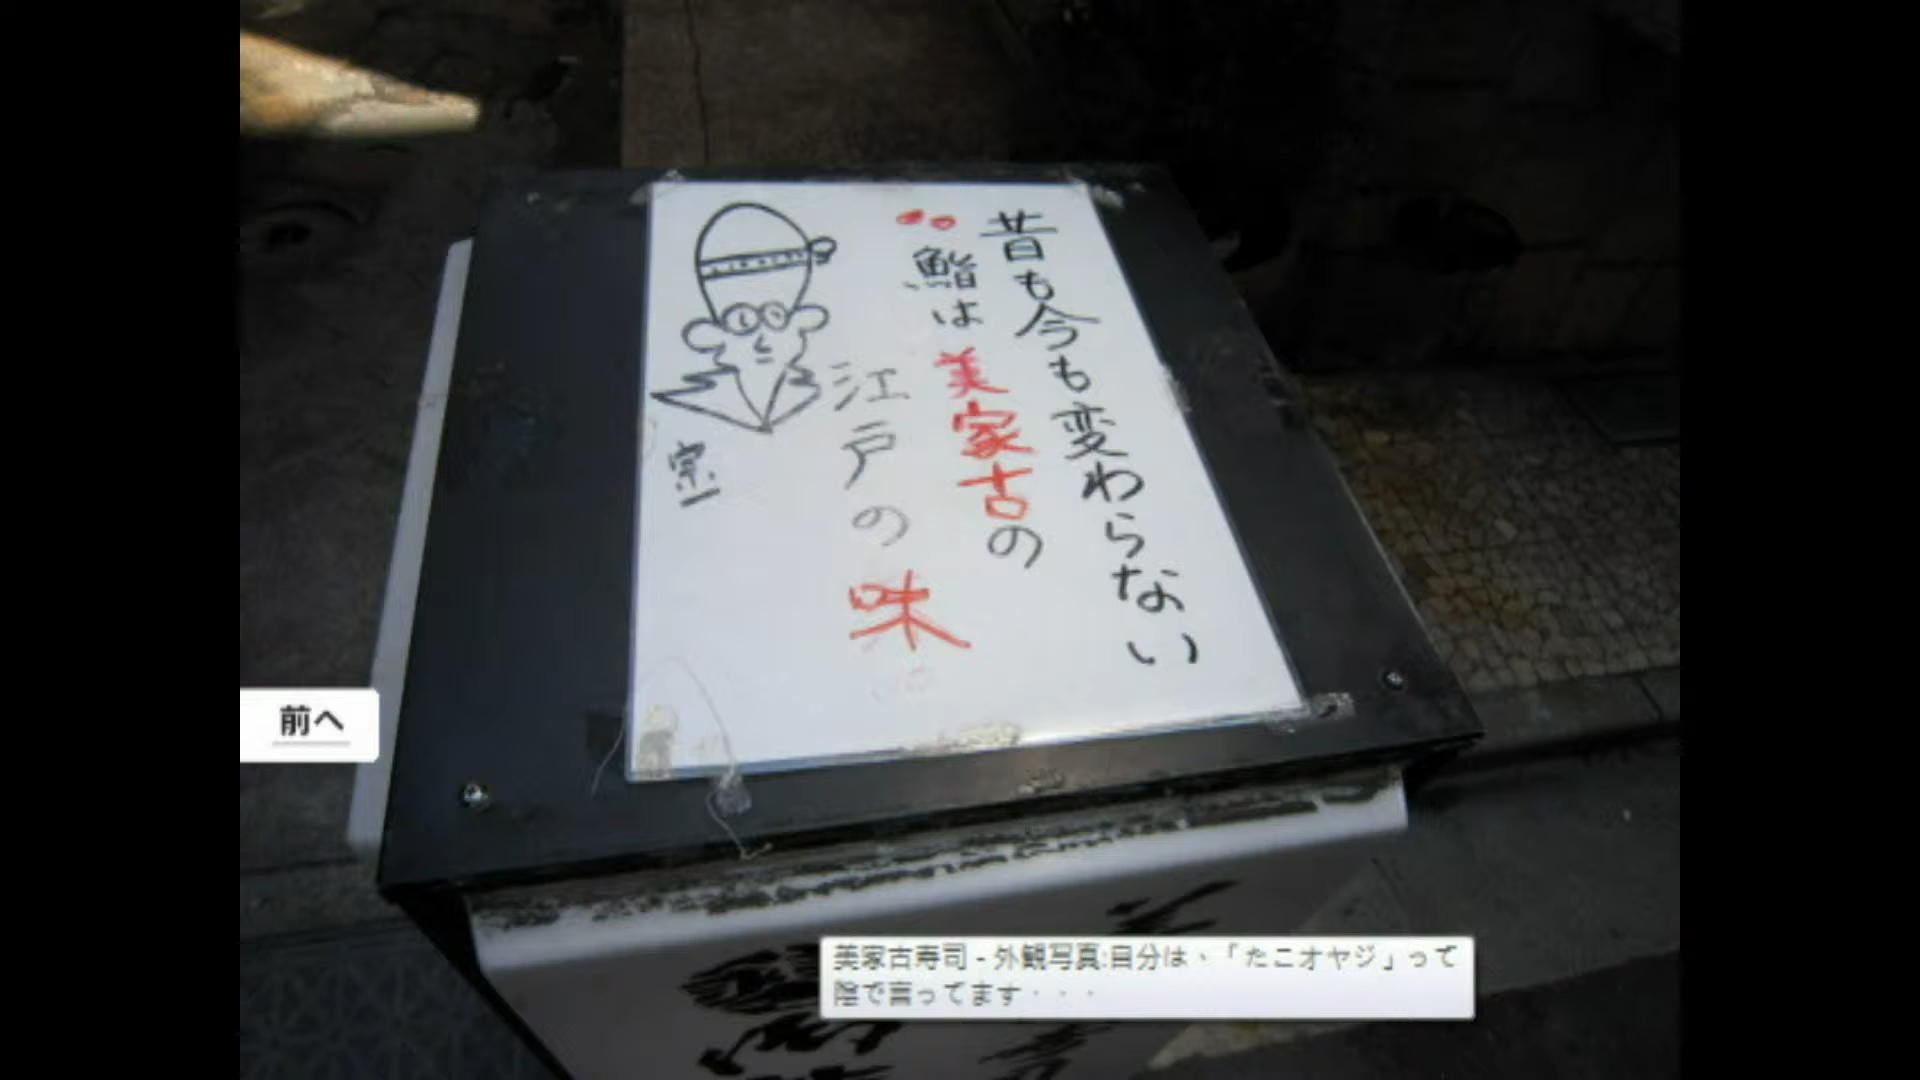 昔も今も変わらない
鮨は美家古の
江戸の味
宗一
前へ
美家古寿司 - 外観写真:自分は、「たこオヤジ」って
陰で言ってます・・・